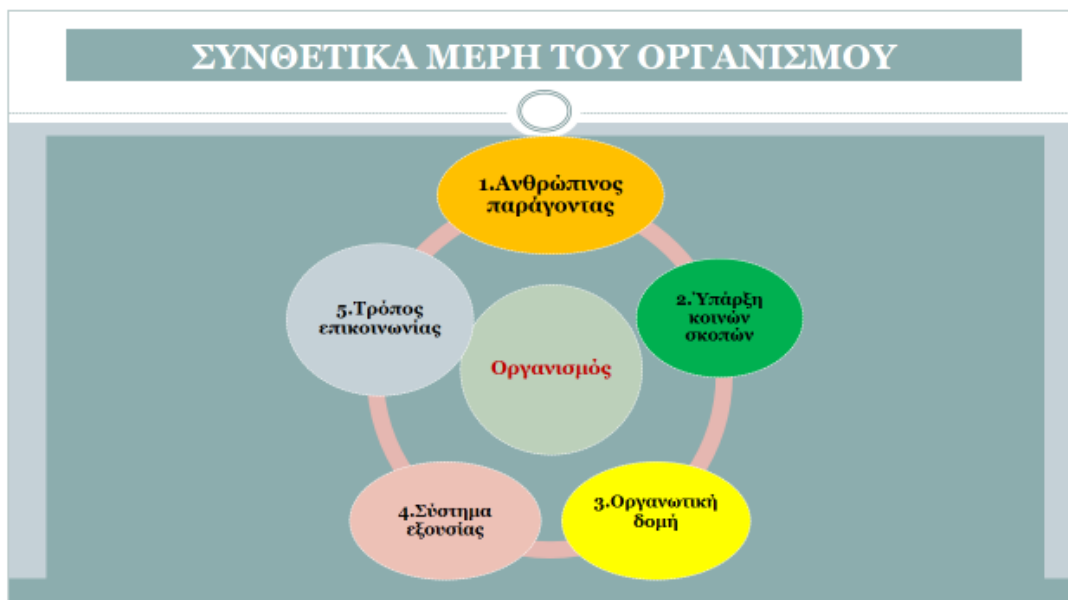 ΣΥΝΘΕΤΙΚΑ ΜΕΡΗ ΤΟΥ ΟΡΓΑΝΙΣΜΟΥ
1.Ανθρώπινος
παράγοντας
2.Ύπάρξη
κοινών
σκοπών
3.Οργανωτική
δομή
4.Σύστημα
εξουσίας
5.Τρόπος
επικοινωνίας
Οργανισμός